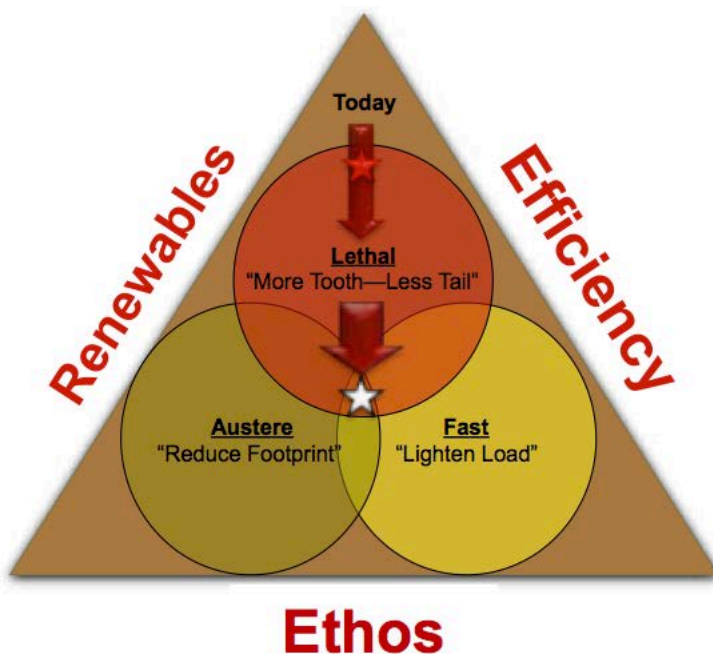 Today
Renewables
Efficiency
Lethal
“More Tooth—Less Tail”
Austere
“Reduce Footprint”
Fast
“Lighten Load”
Ethos